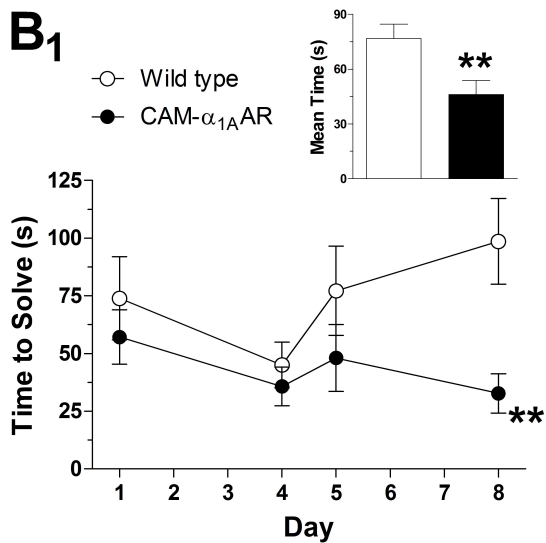 B1
Wild type
CAM-α1AAR
Mean Time (s)
90
60
30
0
**
Time to Solve (s)
125
100
75
50
25
0
**
1 2 3 4 5 6 7 8
Day